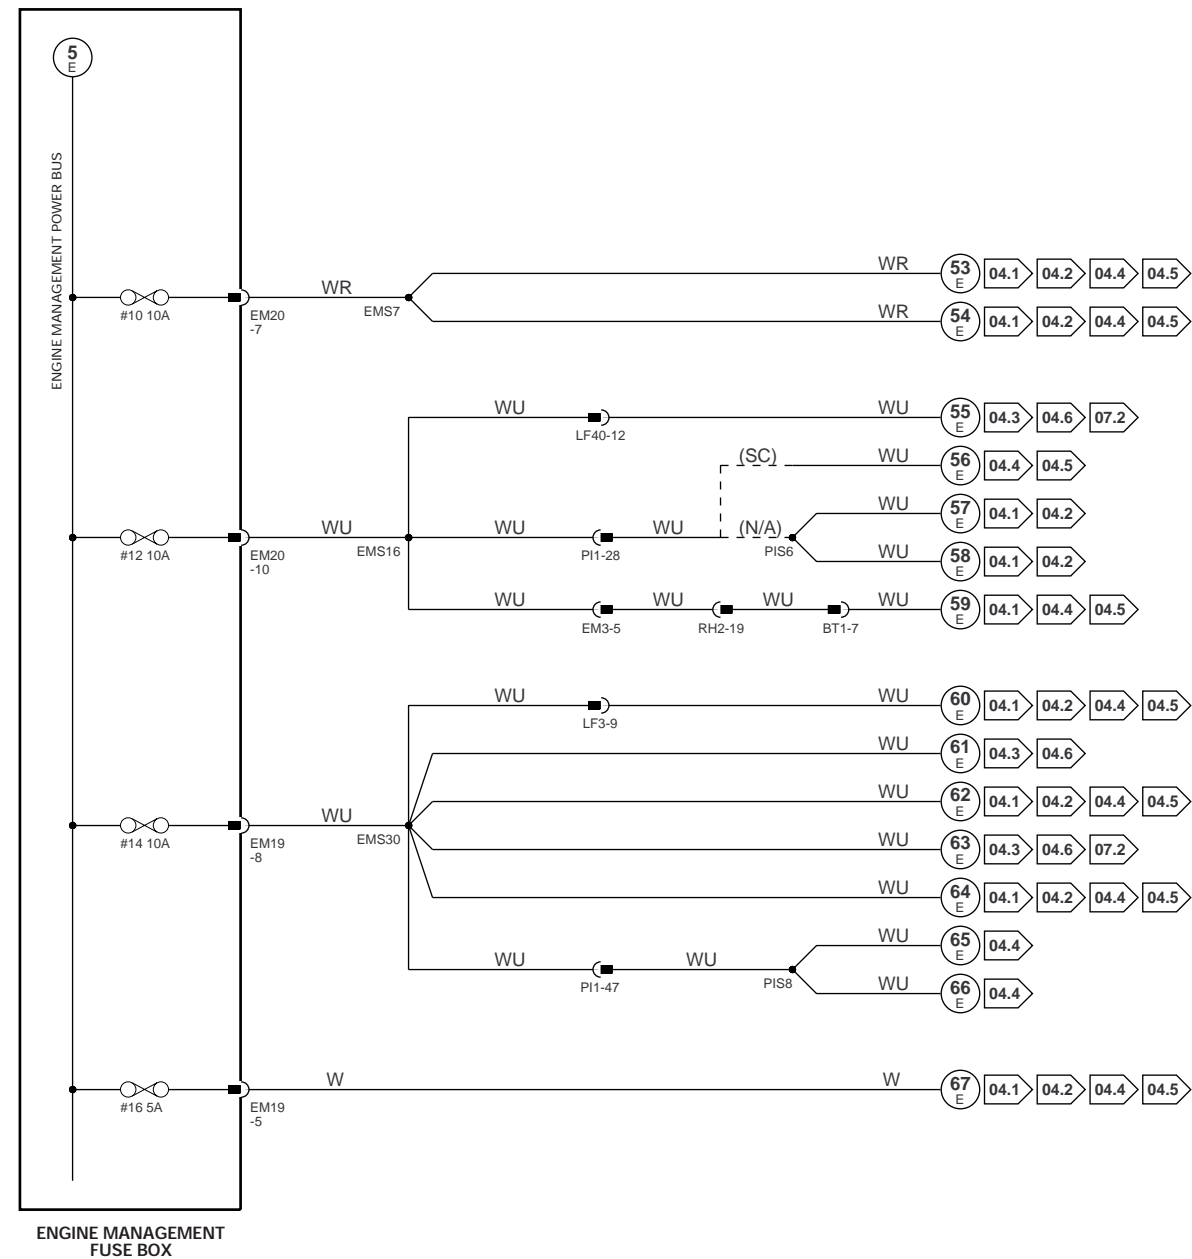 5
E
ENGINE MANAGEMENT POWER BUS
WR 53 E 04.1 04.2 04.4 04.5
#10 10A EM20 -7 WR EMS7
WR 54 E 04.1 04.2 04.4 04.5
WU LF40-12 WU 55 E 04.3 04.6 07.2
(SC) WU 56 E 04.4 04.5
WU 57 E 04.1 04.2
#12 10A EM20 -10 WU EMS16 WU PI1-28 WU (N/A) PIS6
WU 58 E 04.1 04.2
WU EM3-5 WU RH2-19 WU BT1-7 WU 59 E 04.1 04.4 04.5
WU LF3-9 WU 60 E 04.1 04.2 04.4 04.5
WU 61 E 04.3 04.6
WU 62 E 04.1 04.2 04.4 04.5
#14 10A EM19 -8 WU EMS30
WU 63 E 04.3 04.6 07.2
WU 64 E 04.1 04.2 04.4 04.5
WU 65 E 04.4
WU PI1-47 WU PIS8
WU 66 E 04.4
#16 5A EM19 -5 W W 67 E 04.1 04.2 04.4 04.5
ENGINE MANAGEMENT
FUSE BOX